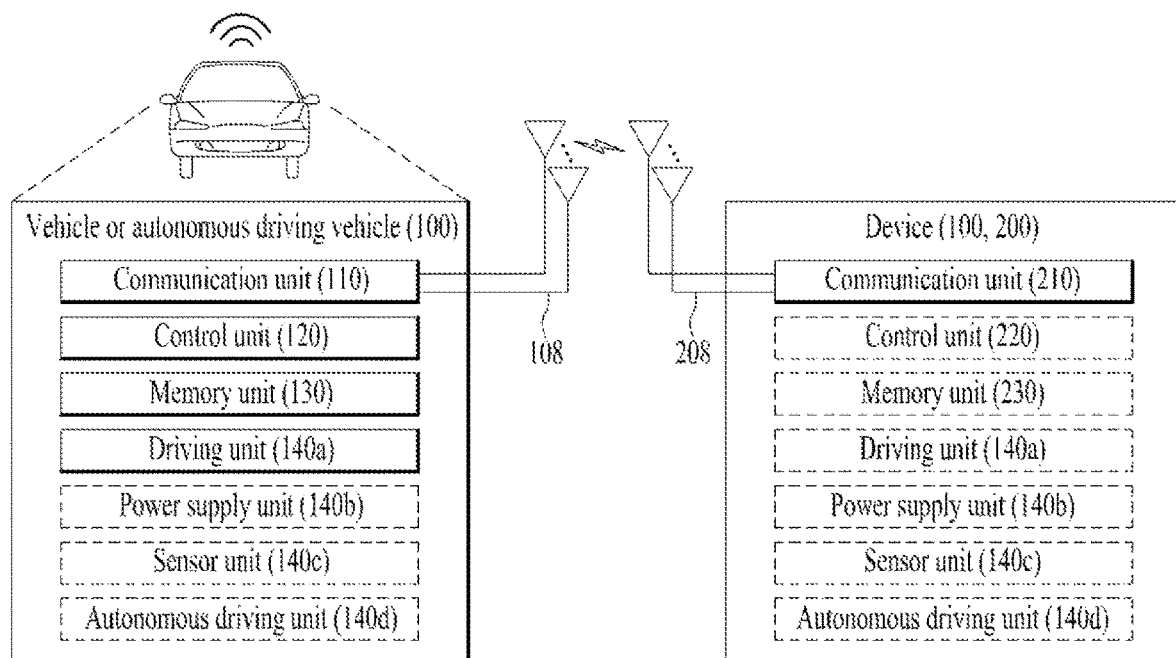 Vehicle or autonomous driving vehicle (100)
Communication unit (110)
Control unit (120)
Memory unit (130)
Driving unit (140a)
Power supply unit (140b)
Sensor unit (140c)
Autonomous driving unit (140d)
108
208
Device (100, 200)
Communication unit (210)
Control unit (220)
Memory unit (230)
Driving unit (140a)
Power supply unit (140b)
Sensor unit (140c)
Autonomous driving unit (140d)